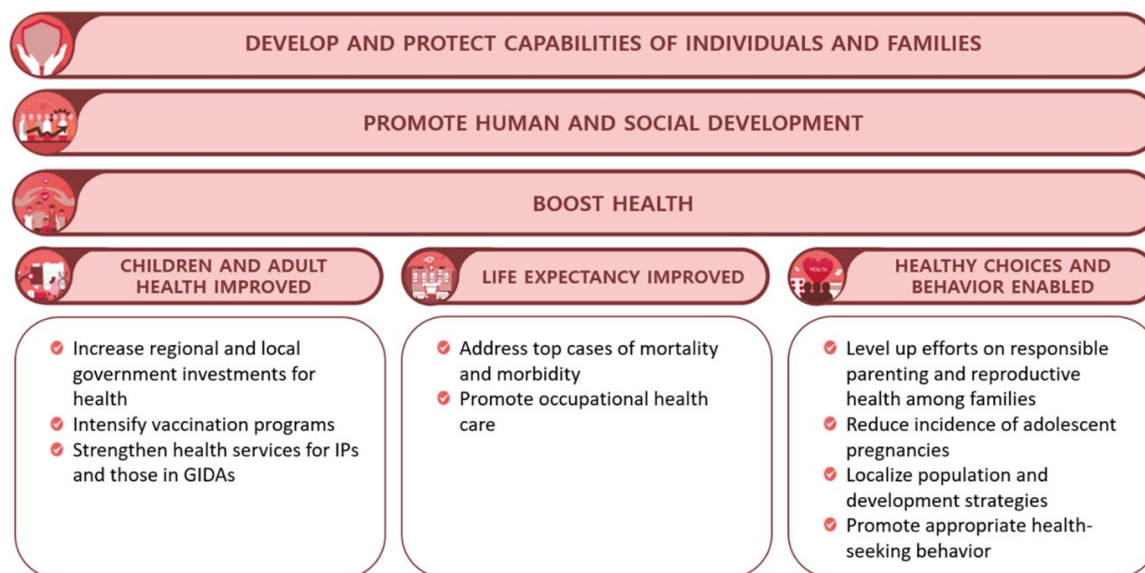 DEVELOP AND PROTECT CAPABILITIES OF INDIVIDUALS AND FAMILIES
PROMOTE HUMAN AND SOCIAL DEVELOPMENT
BOOST HEALTH
CHILDREN AND ADULT
HEALTH IMPROVED
Increase regional and local
government investments for
health
Intensify vaccination programs
Strengthen health services for IPs
and those in GIDAs
LIFE EXPECTANCY IMPROVED
Address top cases of mortality
and morbidity
Promote occupational health
care
HEALTH
HEALTHY CHOICES AND
BEHAVIOR ENABLED
Level up efforts on responsible
parenting and reproductive
health among families
Reduce incidence of adolescent
pregnancies
Localize population and
development strategies
Promote appropriate health-
seeking behavior